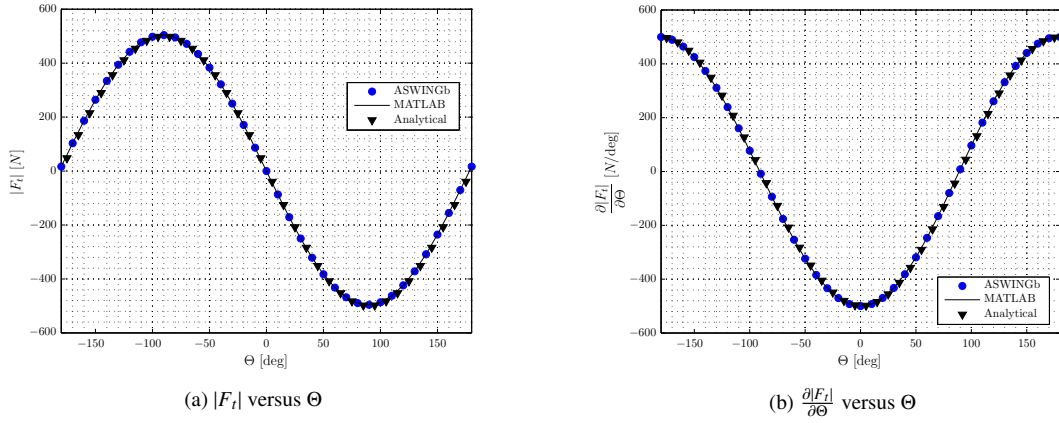 600
400
200
0
−200
−400
−600
|F_t| [N]
ASWINGb
MATLAB
Analytical
−150 −100 −50 0 50 100 150
Θ [deg]
(a) |F_t| versus Θ
600
400
200
0
−200
−400
−600
∂|F_t|/∂Θ [N/deg]
ASWINGb
MATLAB
Analytical
−150 −100 −50 0 50 100 150
Θ [deg]
(b) ∂|F_t|/∂Θ versus Θ